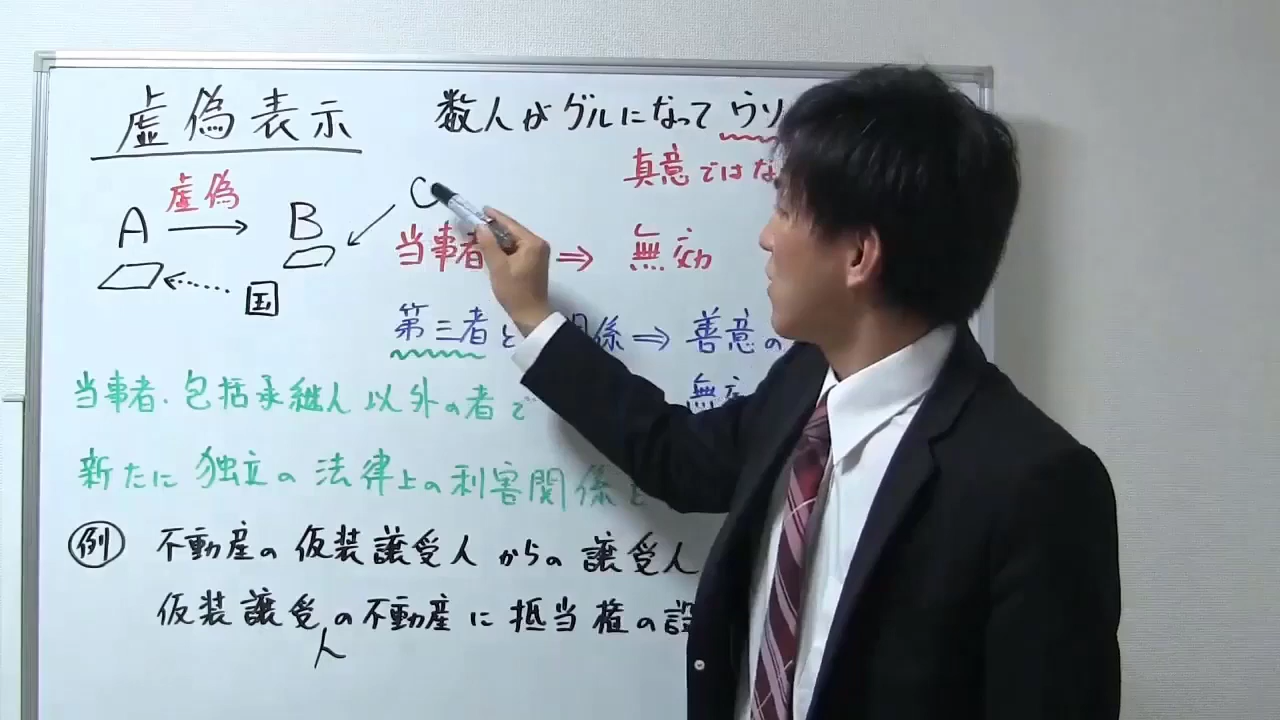 虚偽表示
数人がグルになってウソ
真意ではな
虚偽
A → B
C
国
当事者 ⇒ 無効
第三者と 係 ⇒ 善意の
無
当事者、包括承継人以外の者で
新たに独立の法律上の利害関係を
例 不動産の仮装譲受人からの譲受人
仮装譲受人の不動産に抵当権の設